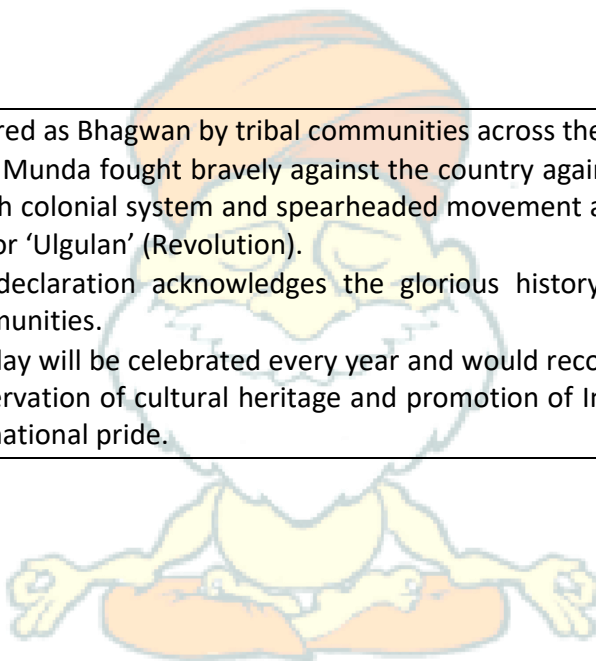 red as Bhagwan by tribal communities across the
Munda fought bravely against the country again
h colonial system and spearheaded movement a
or ‘Ulgulan’ (Revolution).
declaration acknowledges the glorious history
munities.
lay will be celebrated every year and would reco
ervation of cultural heritage and promotion of In
national pride.